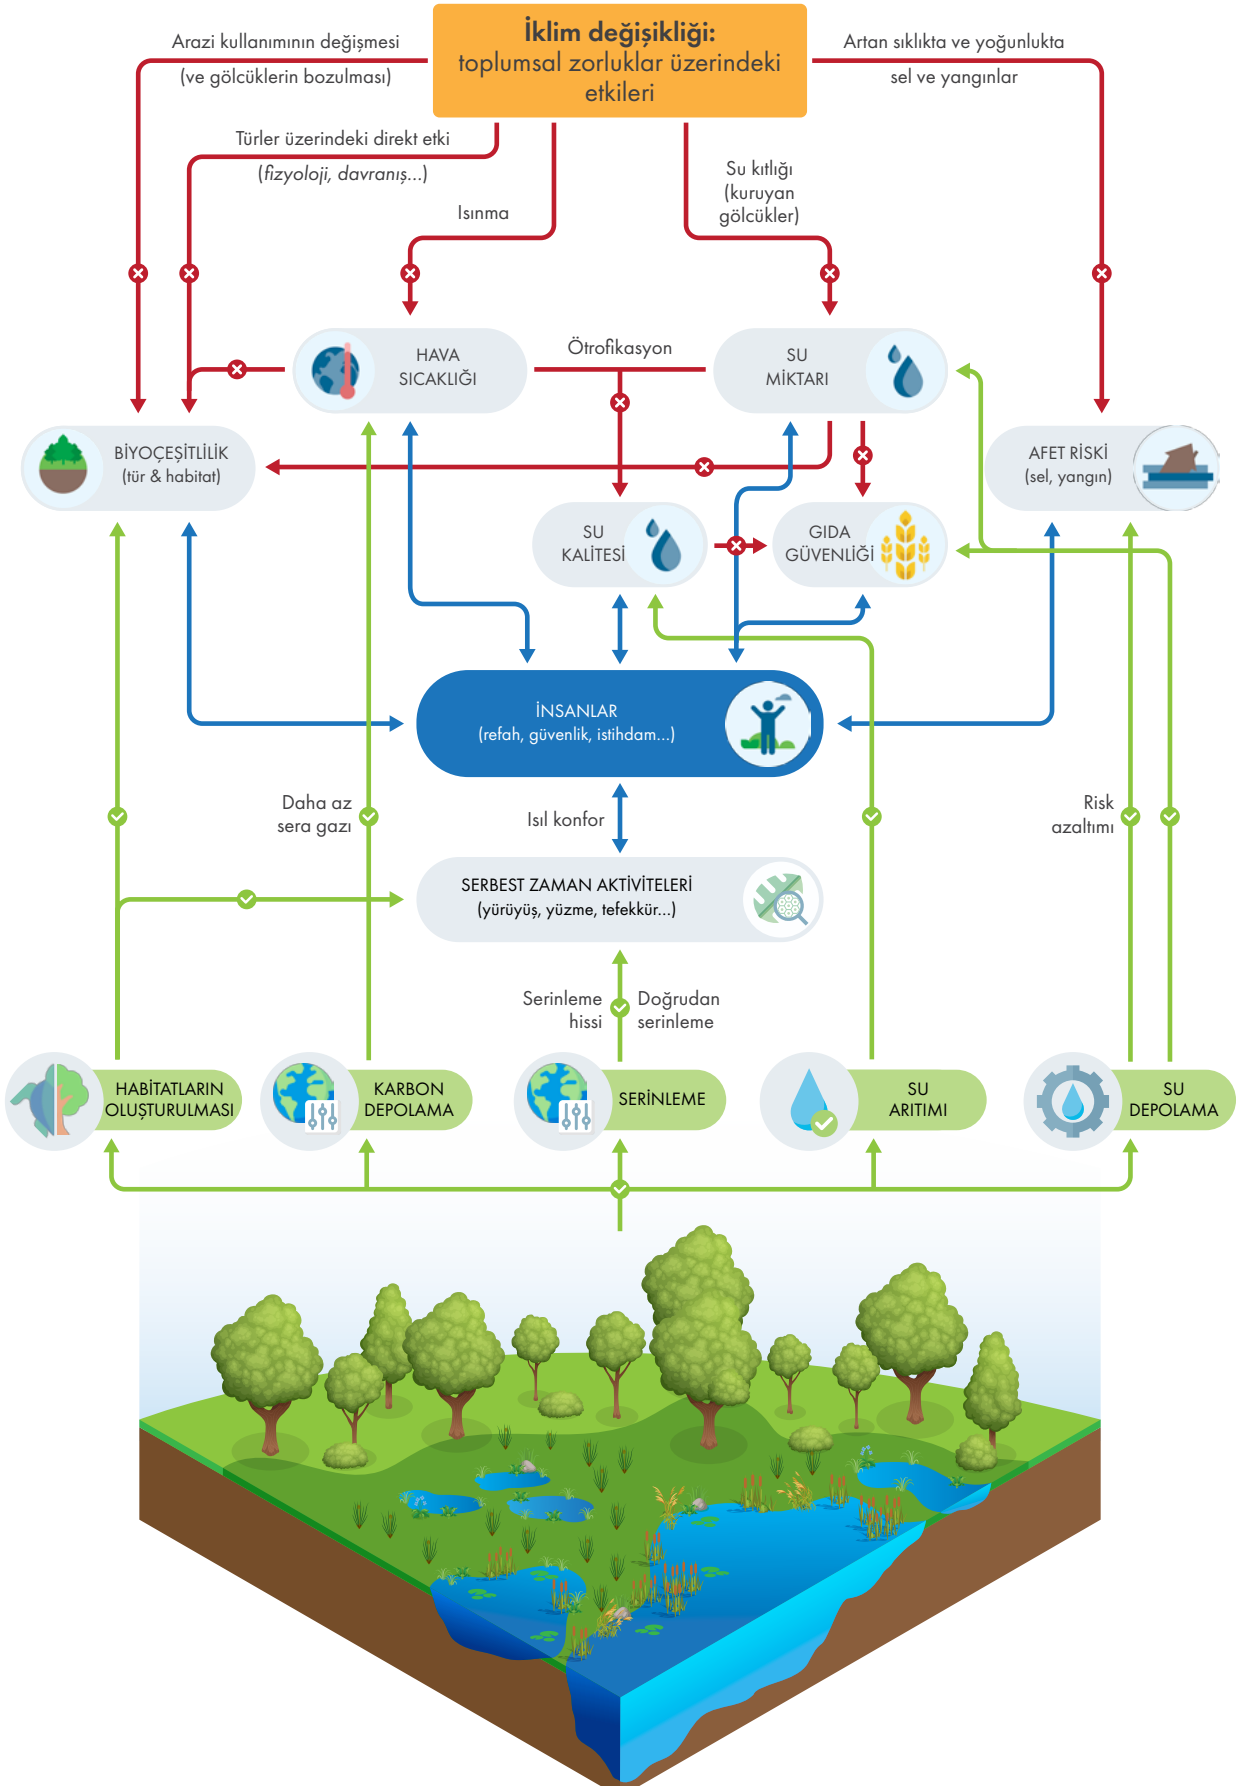 İklim değişikliği:
toplumsal zorluklar üzerindeki
etkileri
Arazi kullanımının değişmesi
(ve gölcüklerin bozulması)
Artan sıklıkta ve yoğunlukta
sel ve yangınlar
Türler üzerindeki direkt etki
(fizyoloji, davranış...)
Isınma
Su kıtlığı
(kuruyan
gölcükler)
HAVA
SICAKLIĞI
Ötrofikasyon
SU
MİKTARI
BİYOÇEŞİTLİLİK
(tür & habitat)
AFET RİSKİ
(sel, yangın)
SU
KALİTESİ
GIDA
GÜVENLİĞİ
İNSANLAR
(refah, güvenlik, istihdam...)
Daha az
sera gazı
Isıl konfor
Risk
azaltımı
SERBEST ZAMAN AKTİVİTELERİ
(yürüyüş, yüzme, tefekkür...)
Serinleme
hissi
Doğrudan
serinleme
HABİTATLARIN
OLUŞTURULMASI
KARBON
DEPOLAMA
SERİNLEME
SU
ARITIMI
SU
DEPOLAMA